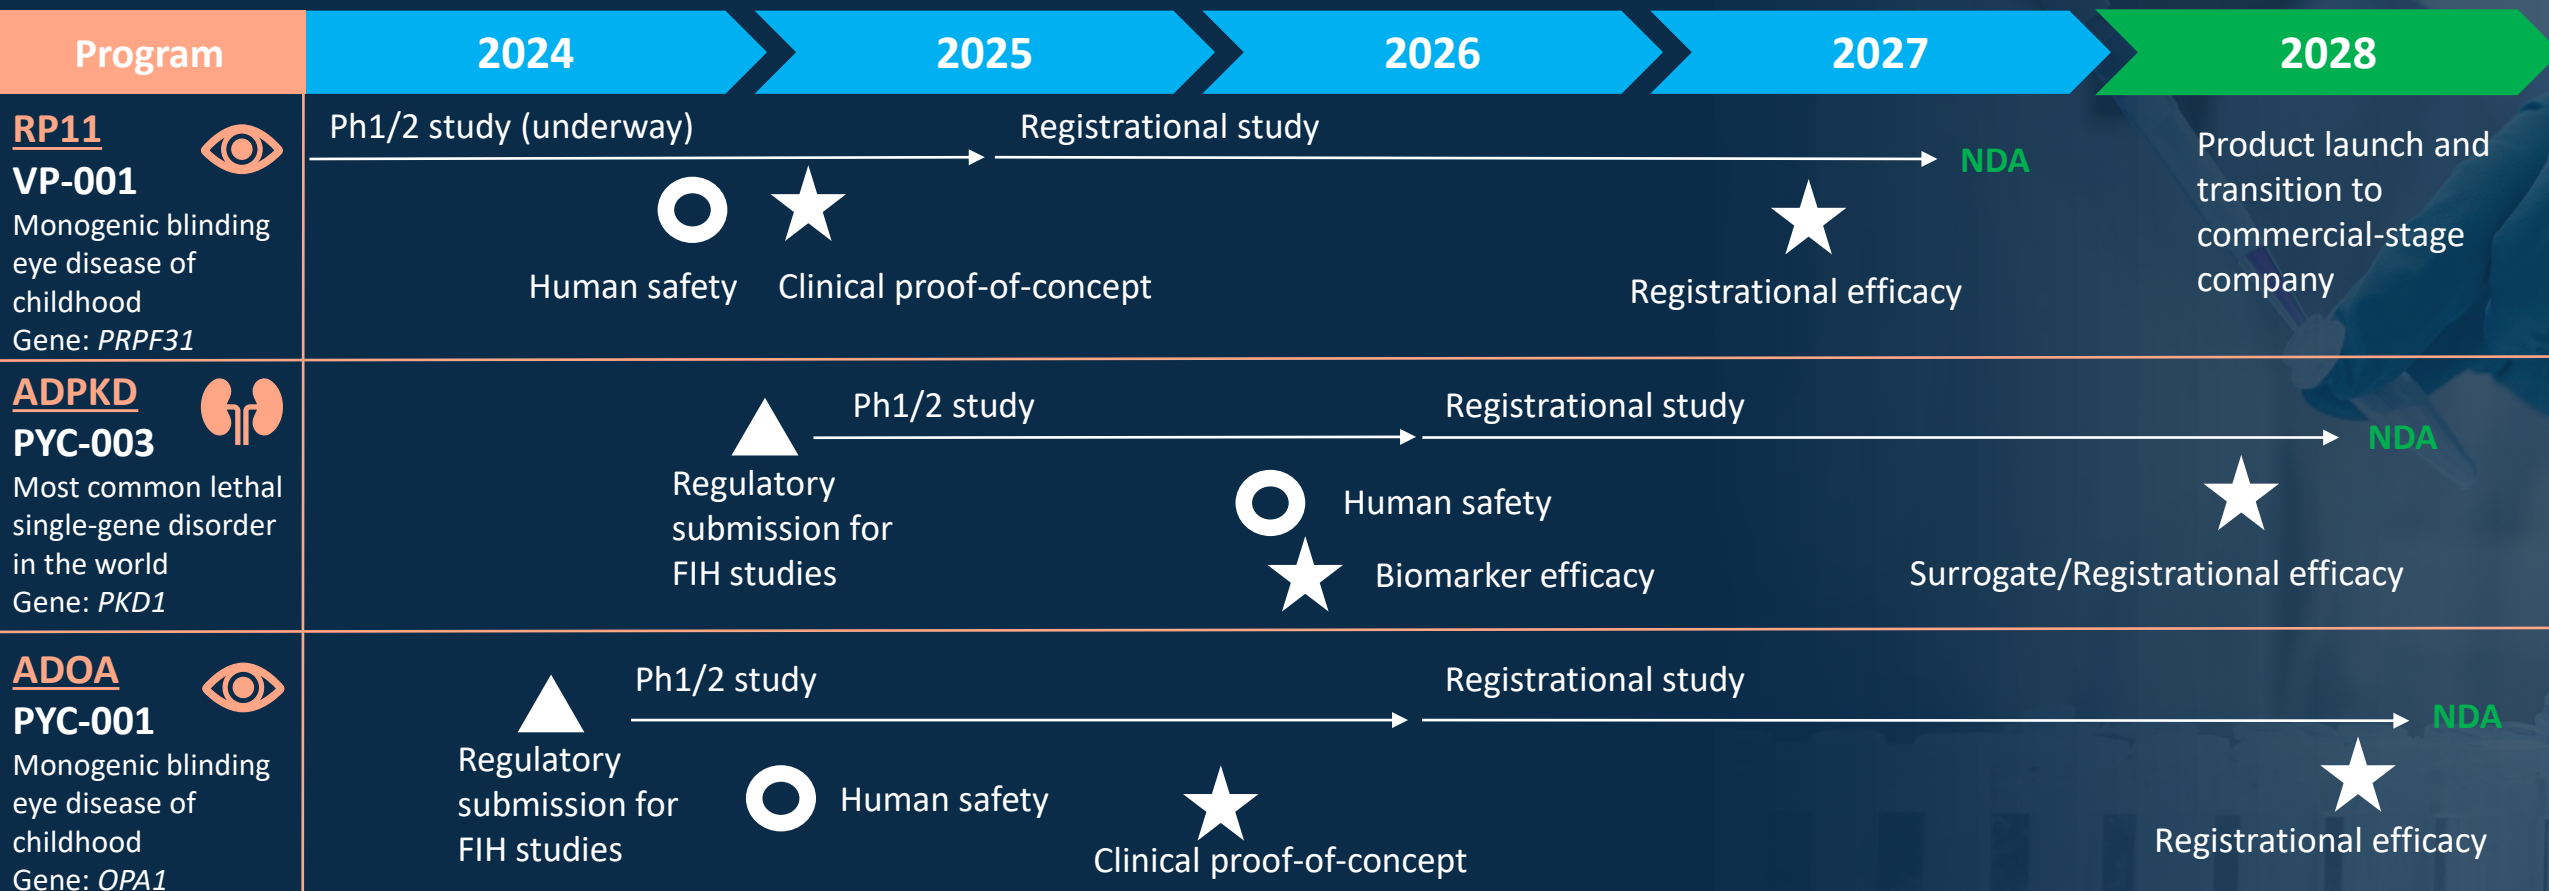 Program
2024
2025
2026
2027
2028
RP11
VP-001
Monogenic blinding
eye disease of
childhood
Gene: PRPF31
Ph1/2 study (underway)
Registrational study
NDA
Human safety
Clinical proof-of-concept
Registrational efficacy
Product launch and
transition to
commercial-stage
company
ADPKD
PYC-003
Most common lethal
single-gene disorder
in the world
Gene: PKD1
Regulatory
submission for
FIH studies
Ph1/2 study
Registrational study
NDA
Human safety
Biomarker efficacy
Surrogate/Registrational efficacy
ADOA
PYC-001
Monogenic blinding
eye disease of
childhood
Gene: OPA1
Regulatory
submission for
FIH studies
Ph1/2 study
Registrational study
NDA
Human safety
Clinical proof-of-concept
Registrational efficacy